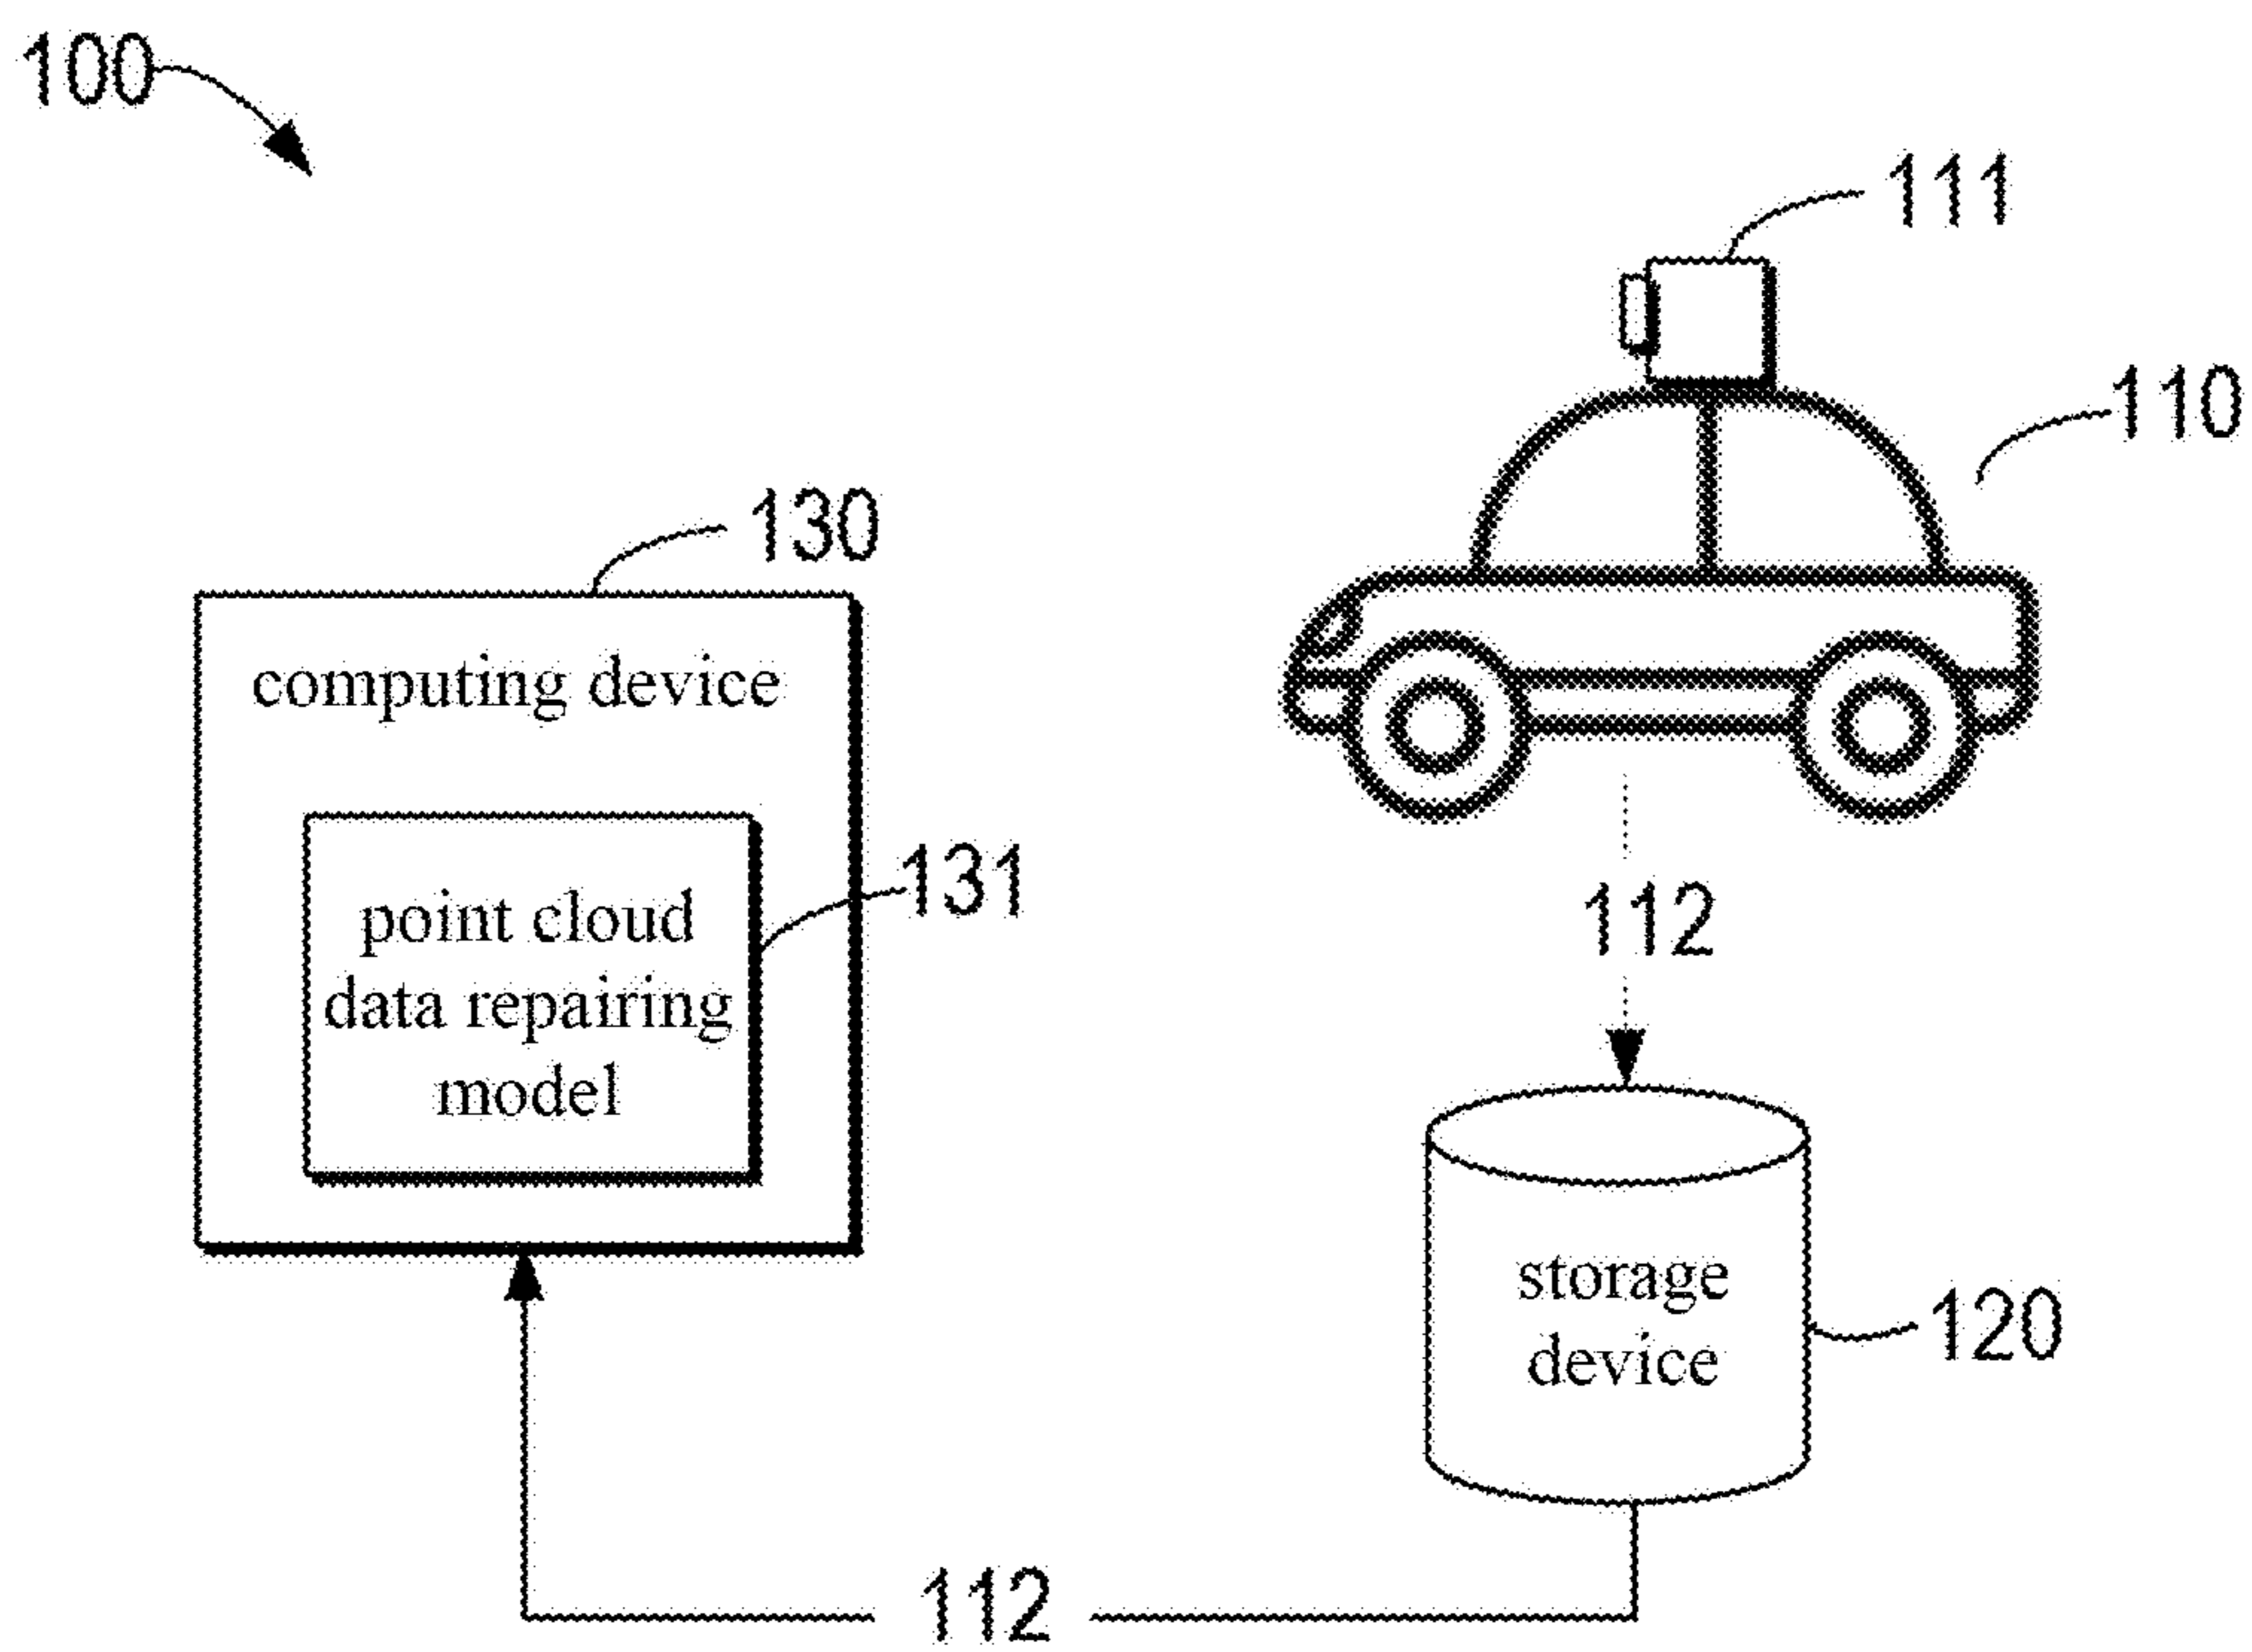 100
111
110
130
computing device
131
point cloud
data repairing
model
112
storage
device
120
112